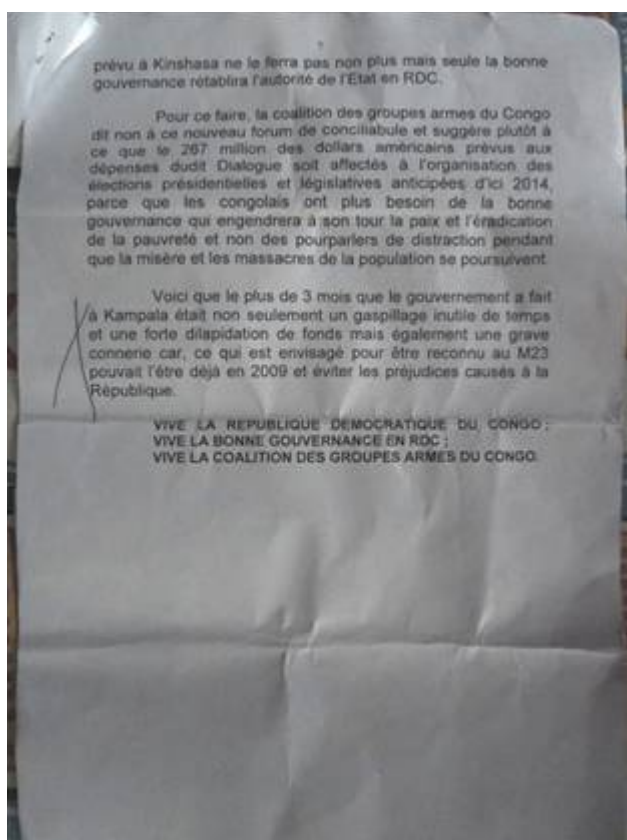 prévu à Kinshasa ne le ferra pas non plus mais seule la bonne
gouvernance rétablira l'autorité de l'Etat en RDC.
Pour ce faire, la coalition des groupes armes du Congo
dit non à ce nouveau forum de conciliabule et suggère plutôt à
ce que le 267 million des dollars américains prévus aux
dépenses dudit Dialogue soit affectés à l'organisation des
élections présidentielles et législatives anticipées d'ici 2014,
parce que les congolais ont plus besoin de la bonne
gouvernance qui engendrera à son tour la paix et l'éradication
de la pauvreté et non des pourparlers de distraction pendant
que la misère et les massacres de la population se poursuivent.
Voici que le plus de 3 mois que le gouvernement a fait
à Kampala était non seulement un gaspillage inutile de temps
et une forte dilapidation de fonds mais également une grave
connerie car, ce qui est envisagé pour être reconnu au M23
pouvait l'être déjà en 2009 et éviter les préjudices causés à la
République.
VIVE LA REPUBLIQUE DEMOCRATIQUE DU CONGO ;
VIVE LA BONNE GOUVERNANCE EN RDC ;
VIVE LA COALITION DES GROUPES ARMES DU CONGO.